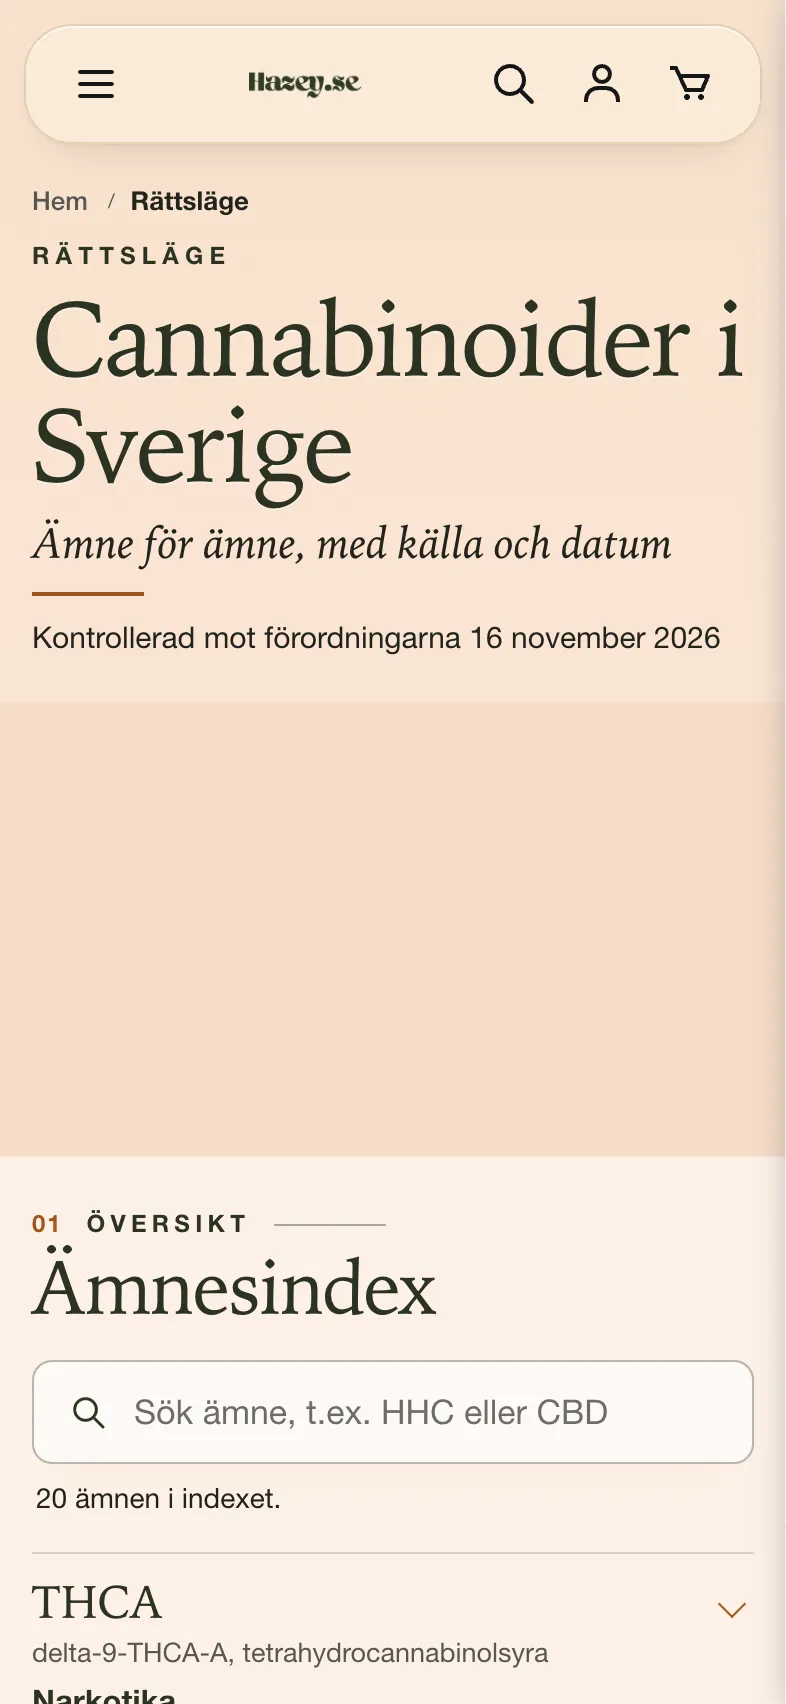 Hazey.se
Hem / Rättsläge
RÄTTSLÄGE
Cannabinoider i
Sverige
Ämne för ämne, med källa och datum
Kontrollerad mot förordningarna 16 november 2026
01 ÖVERSIKT
Ämnesindex
Sök ämne, t.ex. HHC eller CBD
20 ämnen i indexet.
THCA
delta-9-THCA-A, tetrahydrocannabinolsyra
Narkotika